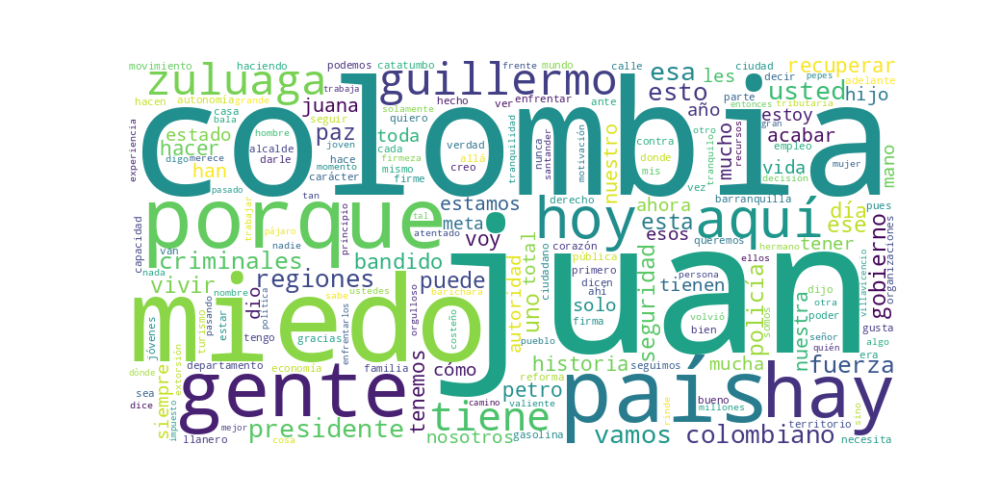 movimiento haciendo podemos catatumbo frente mundo calle ciudad decir pepes recuperar
zuluaga trabaja guillermo esa esto les usted adelante hijo
hacen autonomía grande juana seguir solamente hecho ver enfrentar ante año parte entonces tributaria
colombia
experiencia casa bala paz toda quiero nunca santander motivación nuestro contra otro mucho recursos estoy gran acabar mano
estado hombre alcalde joven cada verdad tranquilidad donde mis tranquilo empleo mujer
hacer digo merece darle hace mismo firmeza allá creo vida
han momento carácter firme vez decisión
pasado tan estamos derecho ahora barranquilla día pues
porque tal meta hoy esta aquí ese
capacidad trabajar pájaro nadie principio atentado voy esos queremos tener gobierno organizaciones
van criminales bandido total corazón pública hermano
nada vivir regiones puede autoridad uno ciudadano primero dicen persona ellos tienen policía dijo villavicencio gusta
miedo juan
jóvenes nombre turismo pasando dio política sabe ustedes orgulloso barichara solo seguridad somos nuestra otra poder algo
estar tengo gracias enfrentarlos costeño firma volvió bien señor quién era
dónde extorsión departamento economía familia cómo historia pueblo seguimos mucha fuerza
siempre sea dice gente tenemos camino petro reforma bueno país hay
impuesto cosa tiene valiente millones rinde territorio sino
llanero mejor presidente nosotros gasolina vamos colombiano necesita